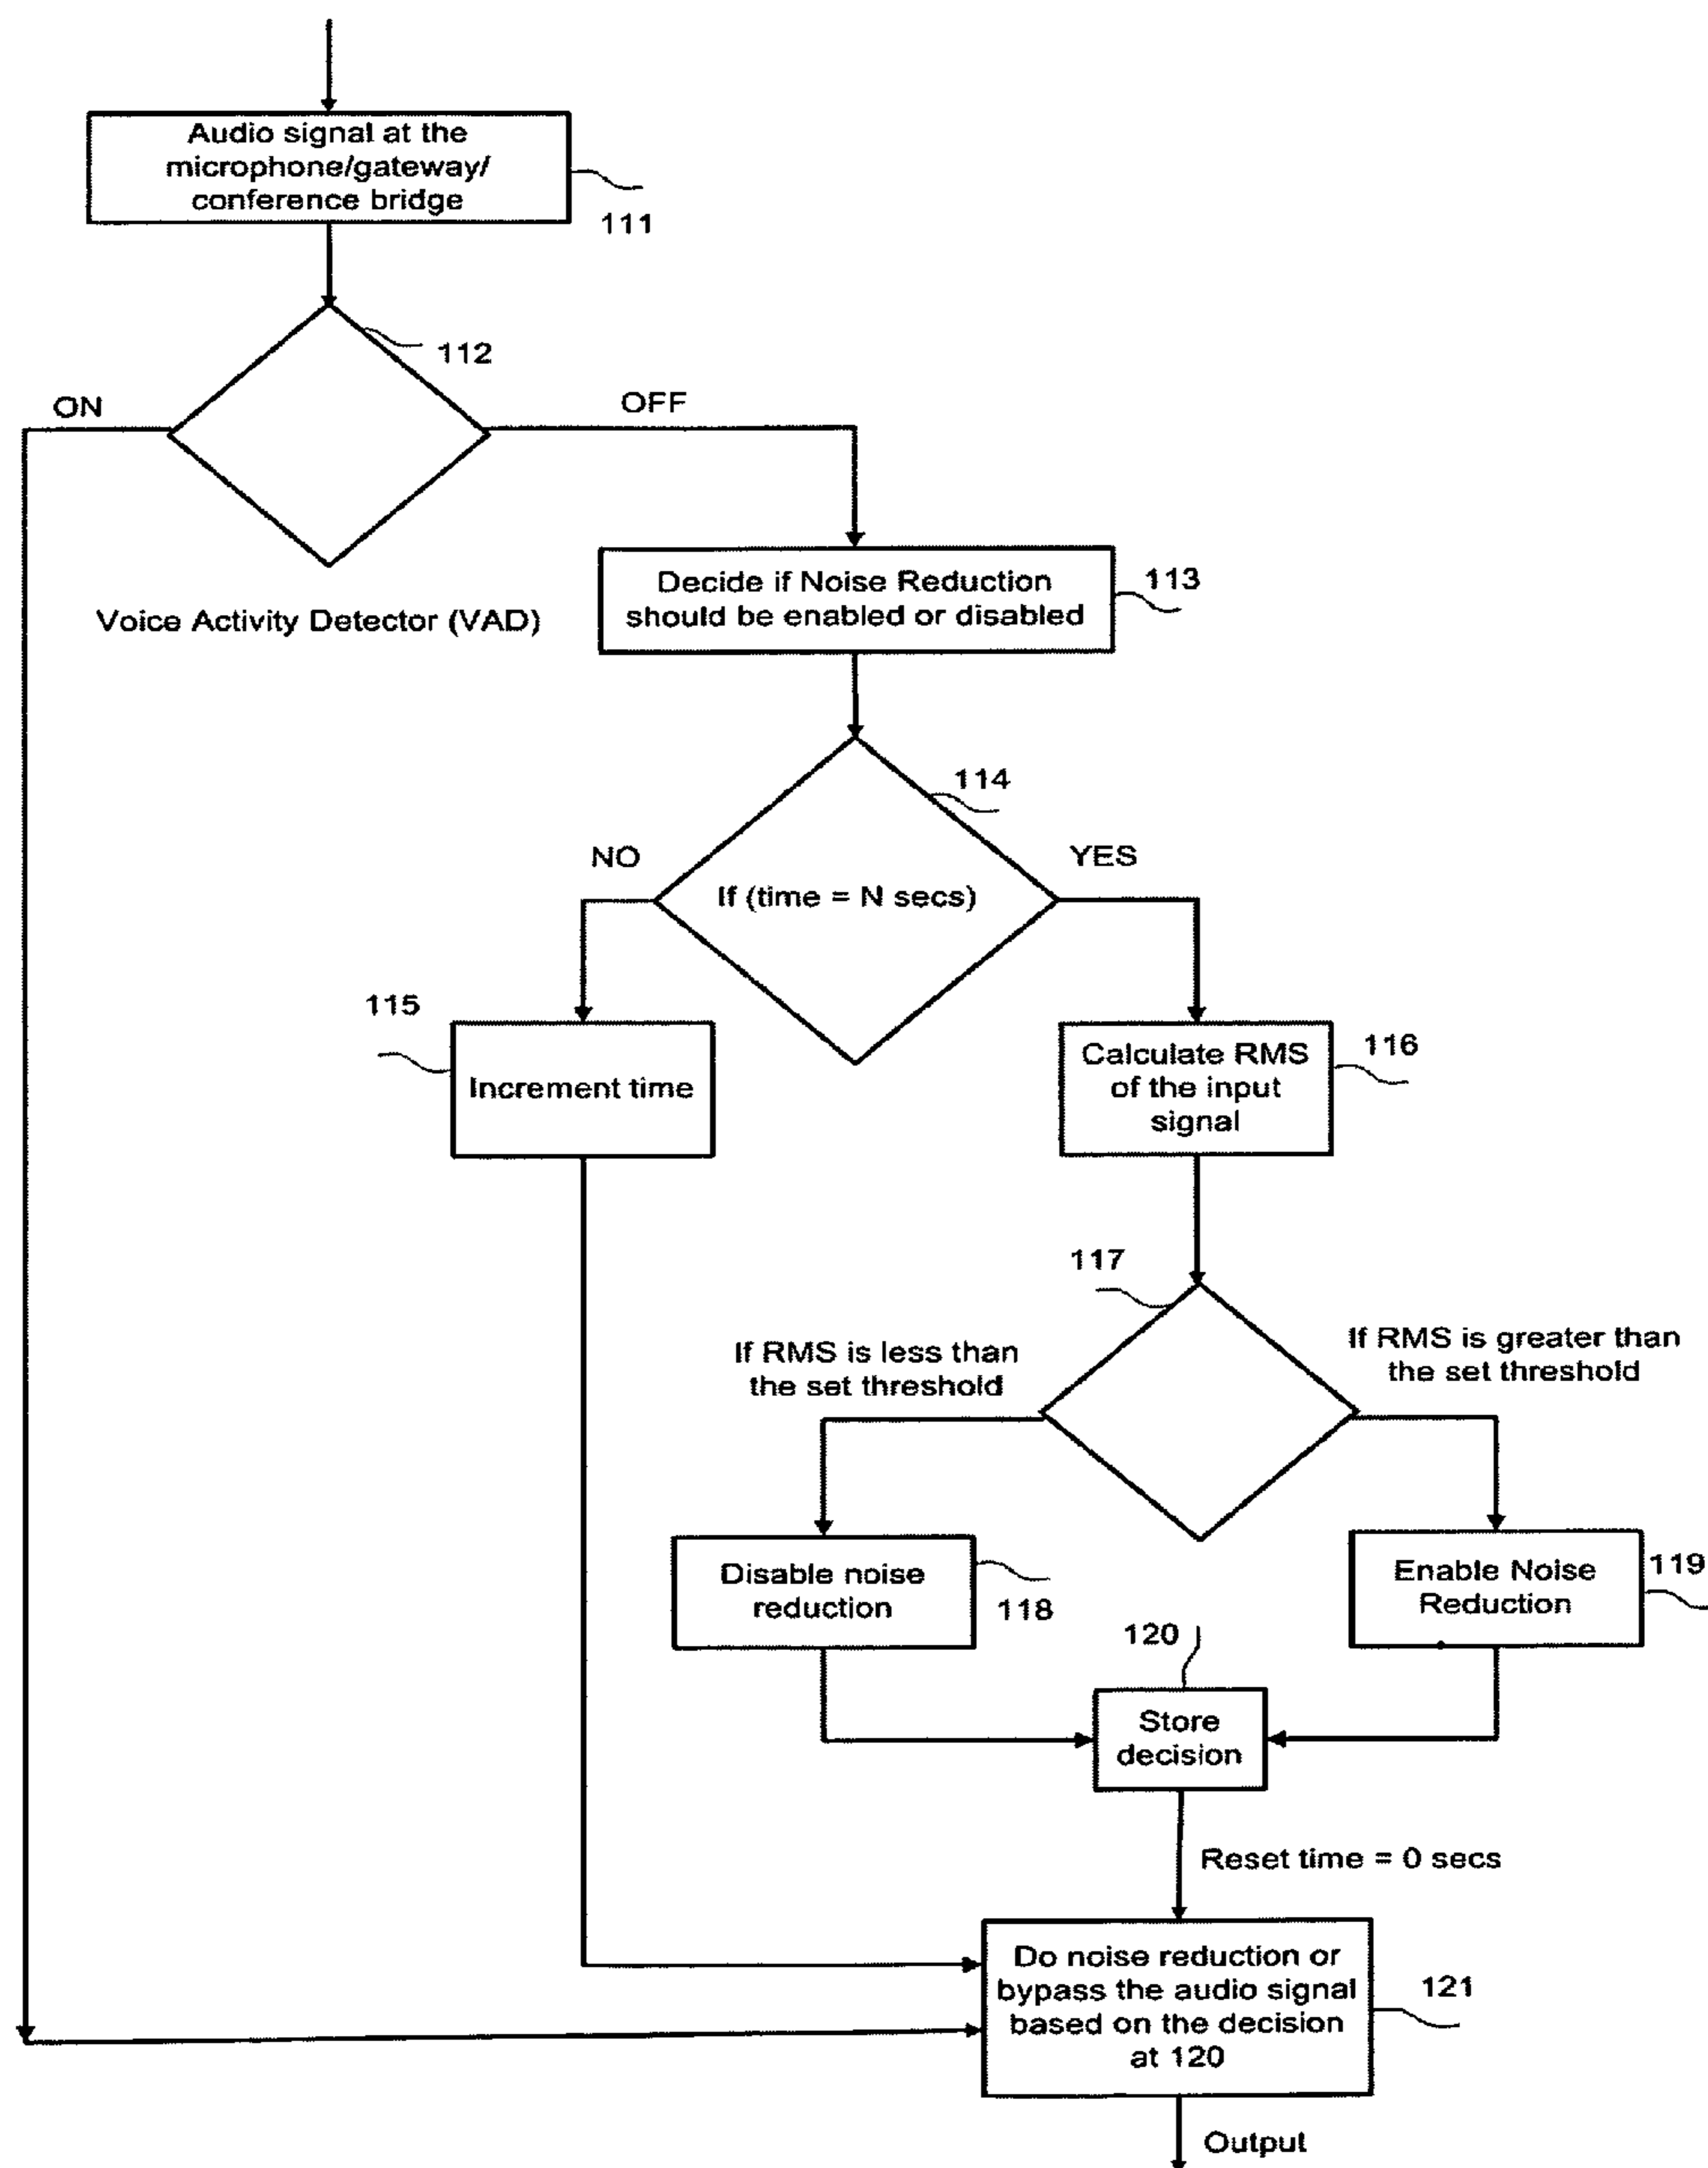 Audio signal at the
microphone/gateway/
conference bridge
111
112
ON
OFF
Voice Activity Detector (VAD)
Decide if Noise Reduction
should be enabled or disabled
113
114
NO
YES
If (time = N secs)
115
Increment time
Calculate RMS
of the input
signal
116
117
If RMS is less than
the set threshold
If RMS is greater than
the set threshold
Disable noise
reduction
118
Enable Noise
Reduction
119
120
Store
decision
Reset time = 0 secs
Do noise reduction or
bypass the audio signal
based on the decision
at 120
121
Output